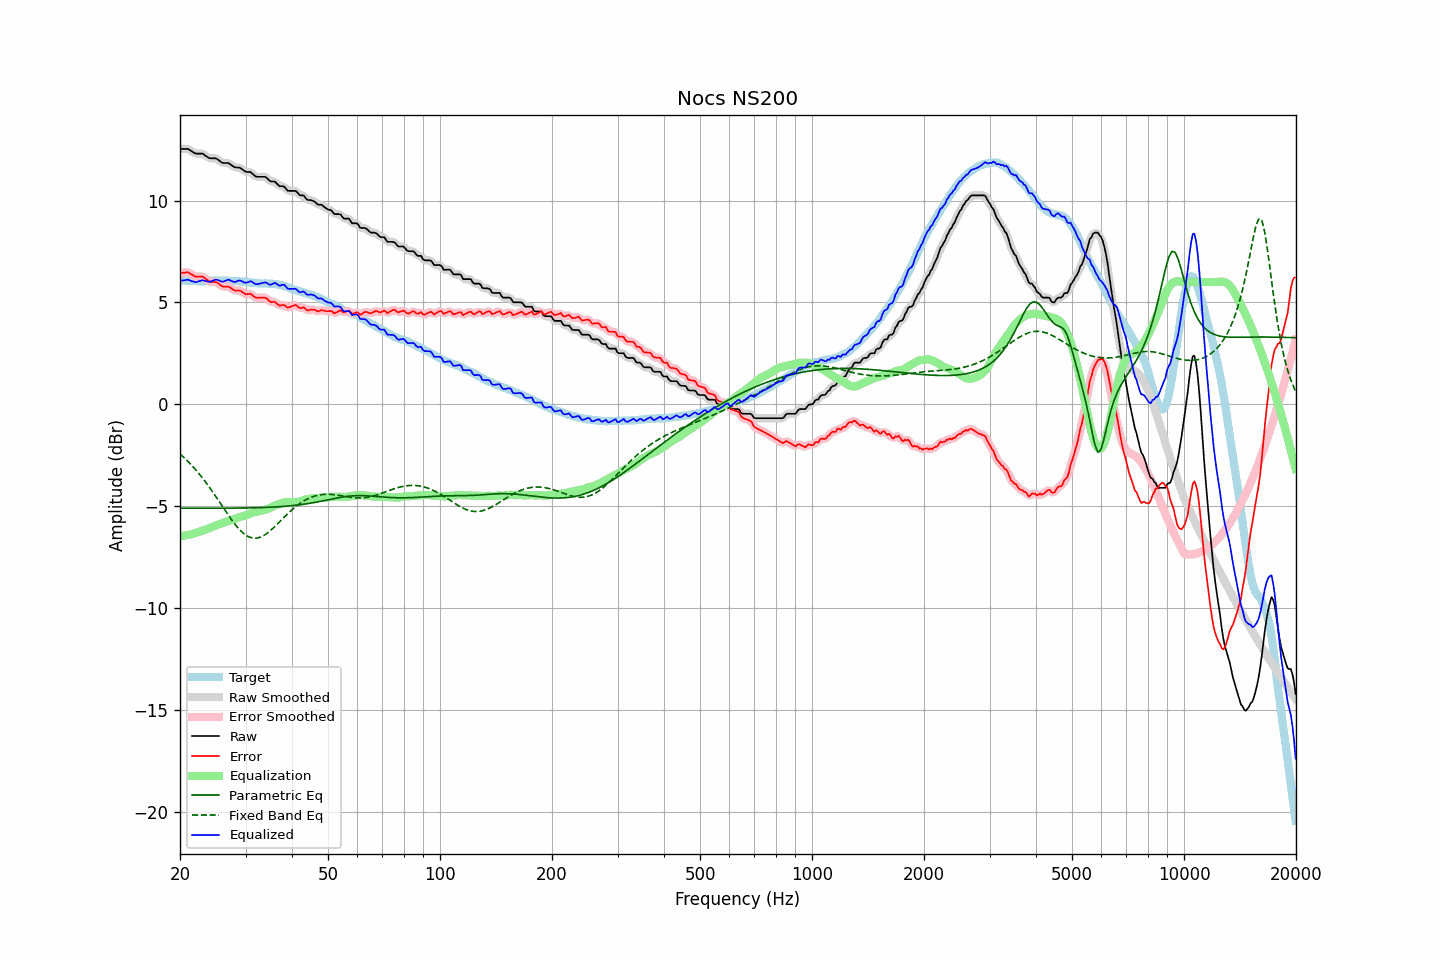 Nocs NS200
Amplitude (dBr)
10
5
0
−5
−10
−15
−20
Target
Raw Smoothed
Error Smoothed
Raw
Error
Equalization
Parametric Eq
Fixed Band Eq
Equalized
20 50 100 200 500 1000 2000 5000 10000 20000
Frequency (Hz)